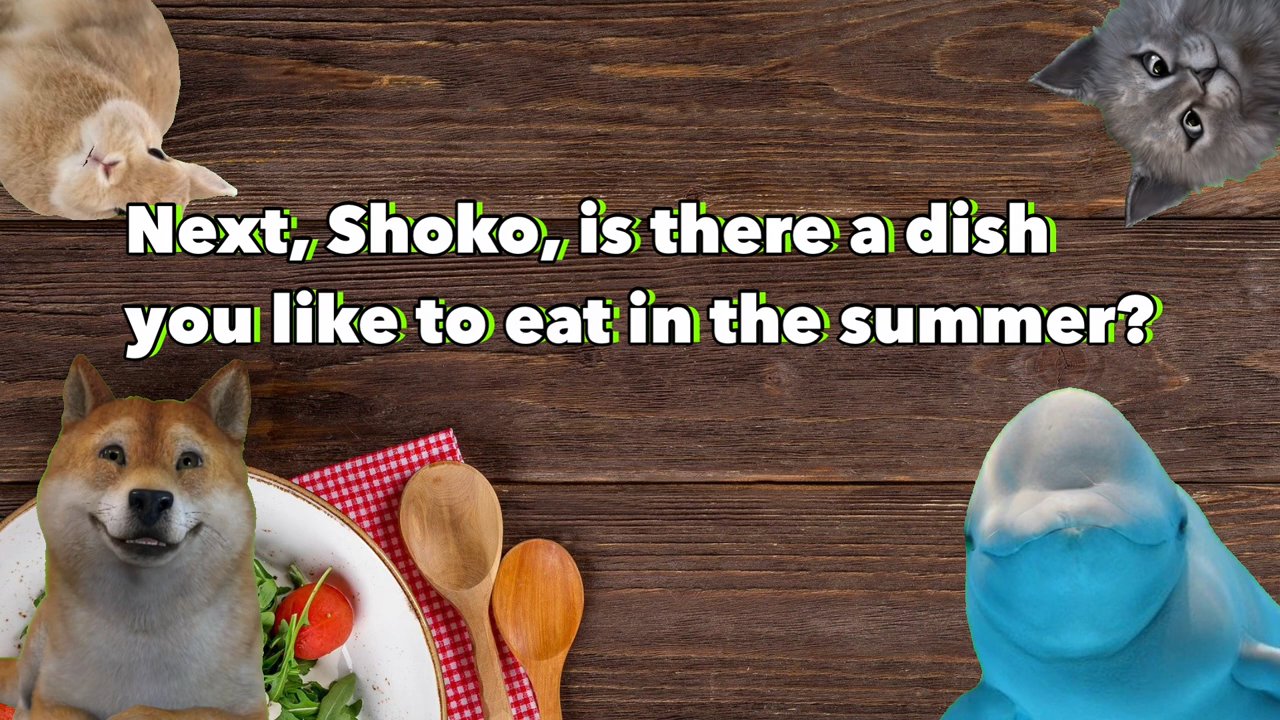 Next, Shoko, is there a dish
you like to eat in the summer?